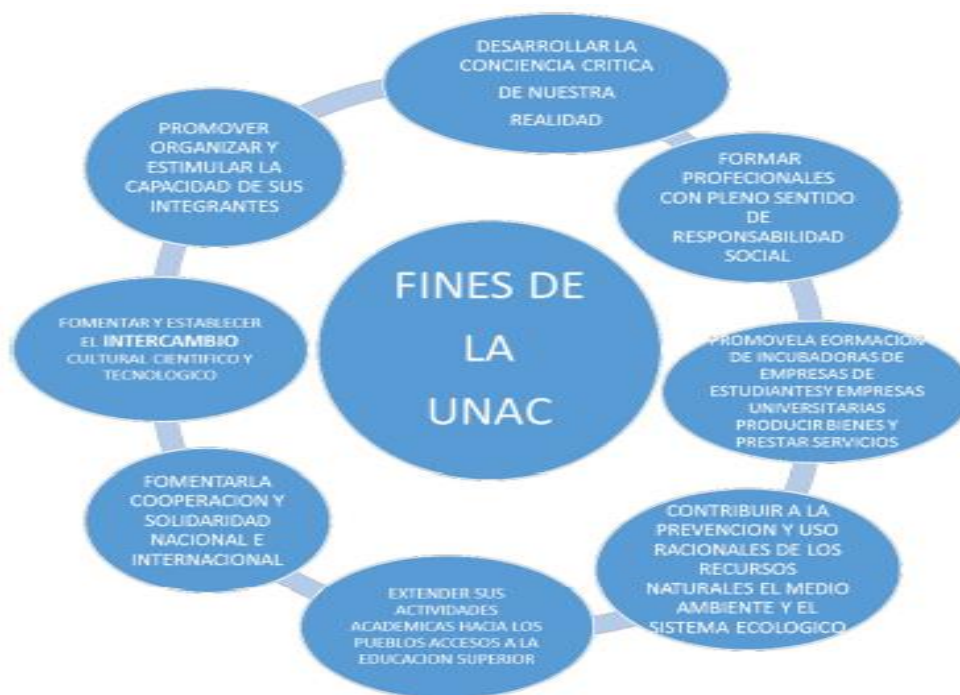 DESARROLLAR LA
CONCIENCIA CRITICA
DE NUESTRA
REALIDAD
FORMAR
PROFECIONALES
CON PLENO SENTIDO
DE
RESPONSABILIDAD
SOCIAL
PROMOVELA EORMACION
DE INCUBADORAS DE
EMPRESAS DE
ESTUDIANTESY EMPRESAS
UNIVERSITARIAS
PRODUCIR BIENES Y
PRESTAR SERVICIOS
CONTRIBUIR A LA
PREVENCION Y USO
RACIONALES DE LOS
RECURSOS
NATURALES EL MEDIO
AMBIENTE Y EL
SISTEMA ECOLOGICO
EXTENDER SUS
ACTIVIDADES
ACADEMICAS HACIA LOS
PUEBLOS ACCESOS A LA
EDUCACION SUPERIOR
FOMENTARLA
COOPERACION Y
SOLIDARIDAD
NACIONAL E
INTERNACIONAL
FOMENTAR Y ESTABLECER
EL INTERCAMBIO
CULTURAL CIENTIFICO Y
TECNOLOGICO
PROMOVER
ORGANIZAR Y
ESTIMULAR LA
CAPACIDAD DE SUS
INTEGRANTES
FINES DE
LA
UNAC